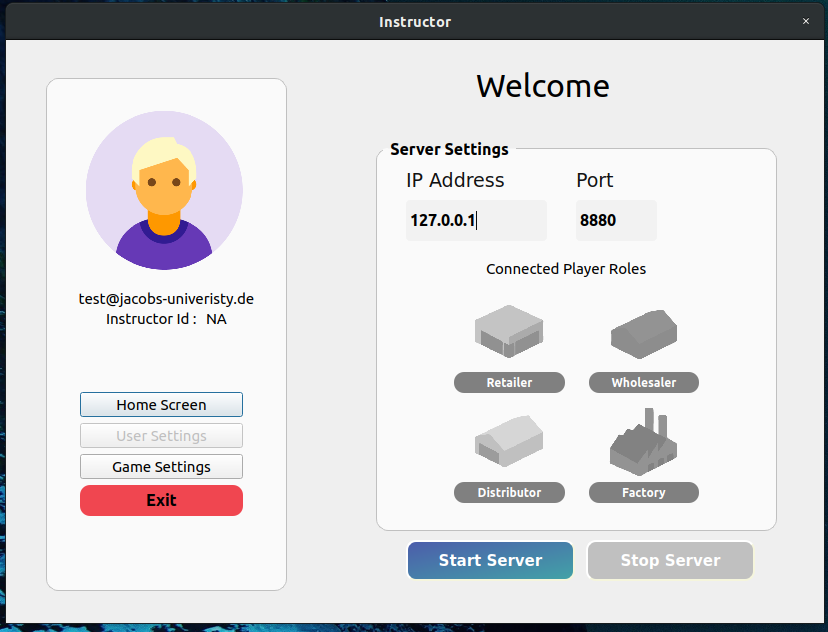 Instructor
×
Welcome
test@jacobs-univeristy.de
Instructor Id : NA
Home Screen
User Settings
Game Settings
Exit
Server Settings
IP Address Port
127.0.0.1 8880
Connected Player Roles
Retailer Wholesaler
Distributor Factory
Start Server Stop Server